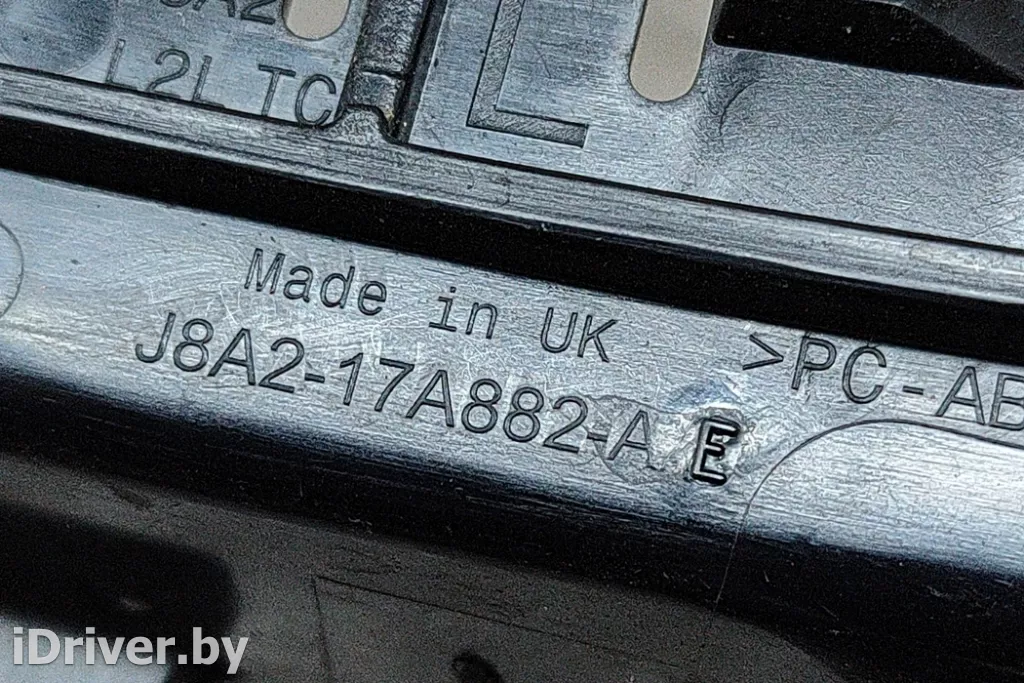 L2L TC
Made in UK
J8A2-17A882-A E
>PC-AB
iDriver.by